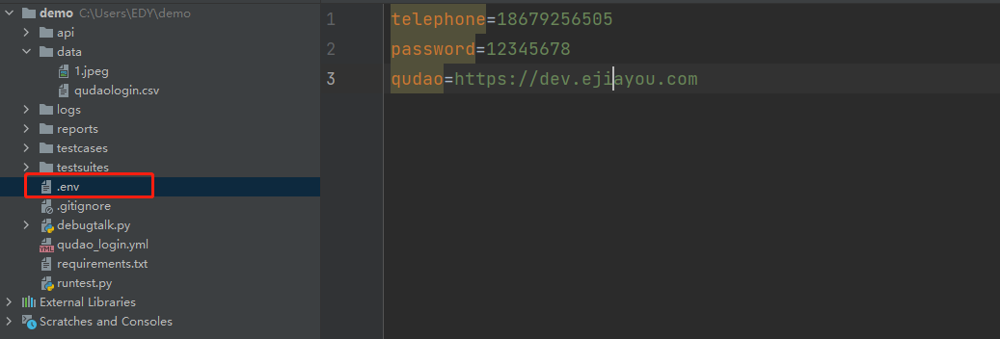 demo C:\Users\EDY\demo
api
data
1.jpeg
qudaologin.csv
logs
reports
testcases
testsuites
.env
.gitignore
debugtalk.py
YML qudao_login.yml
requirements.txt
runtest.py
External Libraries
Scratches and Consoles
1 telephone=18679256505
2 password=12345678
3 qudao=https://dev.ejiayou.com